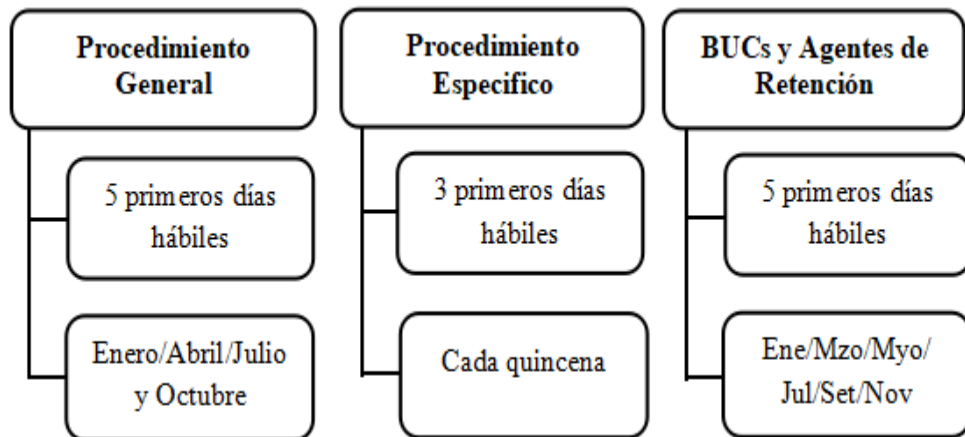 Procedimiento
General
5 primeros días
hábiles
Enero/Abril/Julio
y Octubre
Procedimiento
Especifico
3 primeros días
hábiles
Cada quincena
BUCs y Agentes de
Retención
5 primeros días
hábiles
Ene/Mzo/Myo/
Jul/Set/Nov